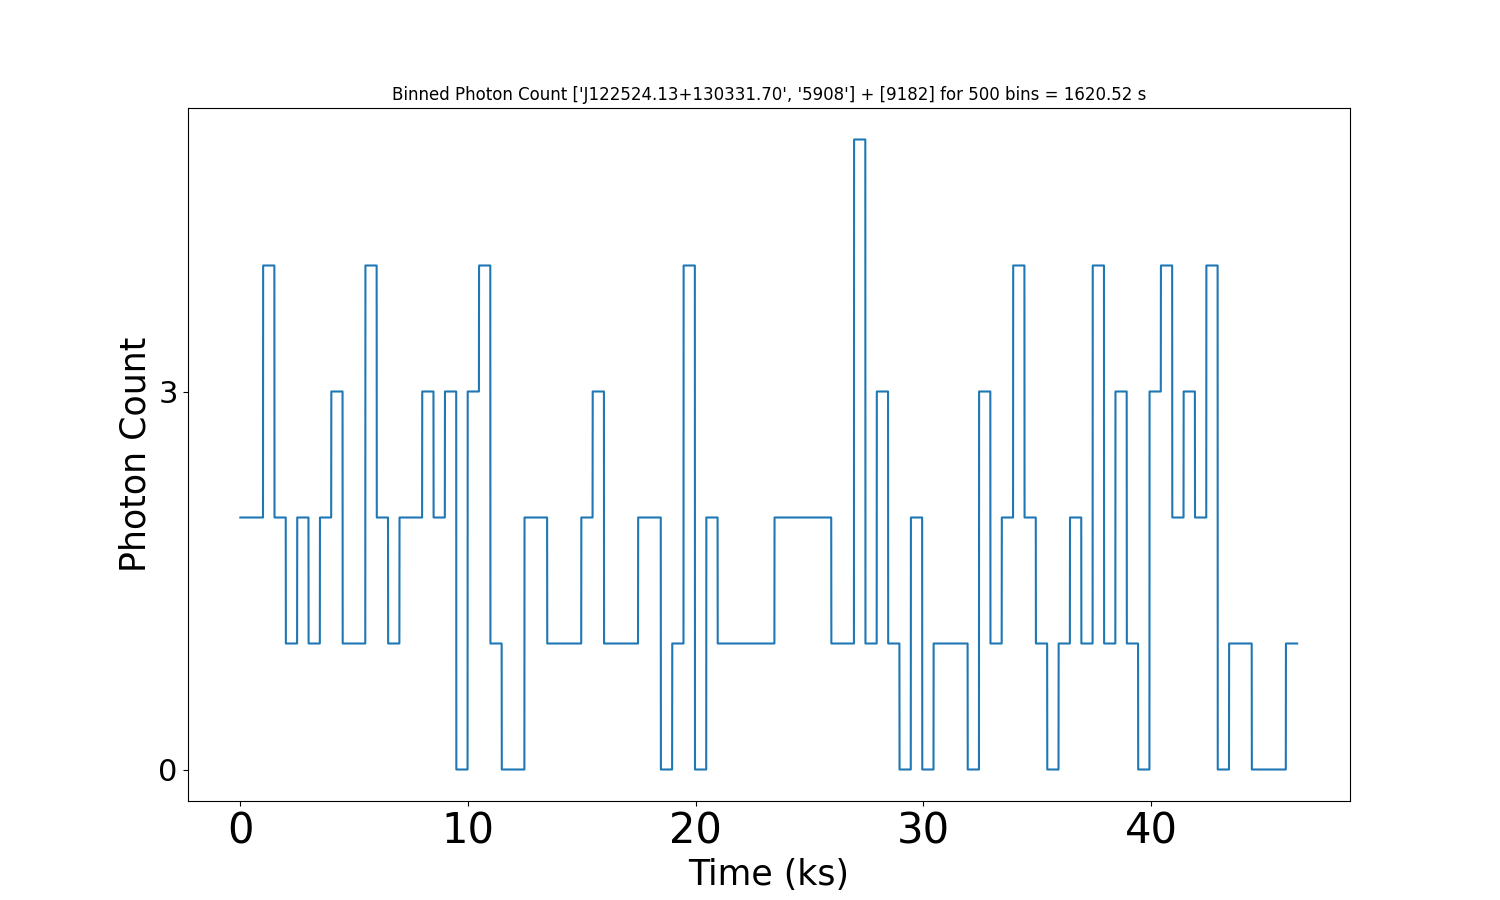 Binned Photon Count ['J122524.13+130331.70', '5908'] + [9182] for 500 bins = 1620.52 s
Photon Count
3
0
0 10 20 30 40
Time (ks)